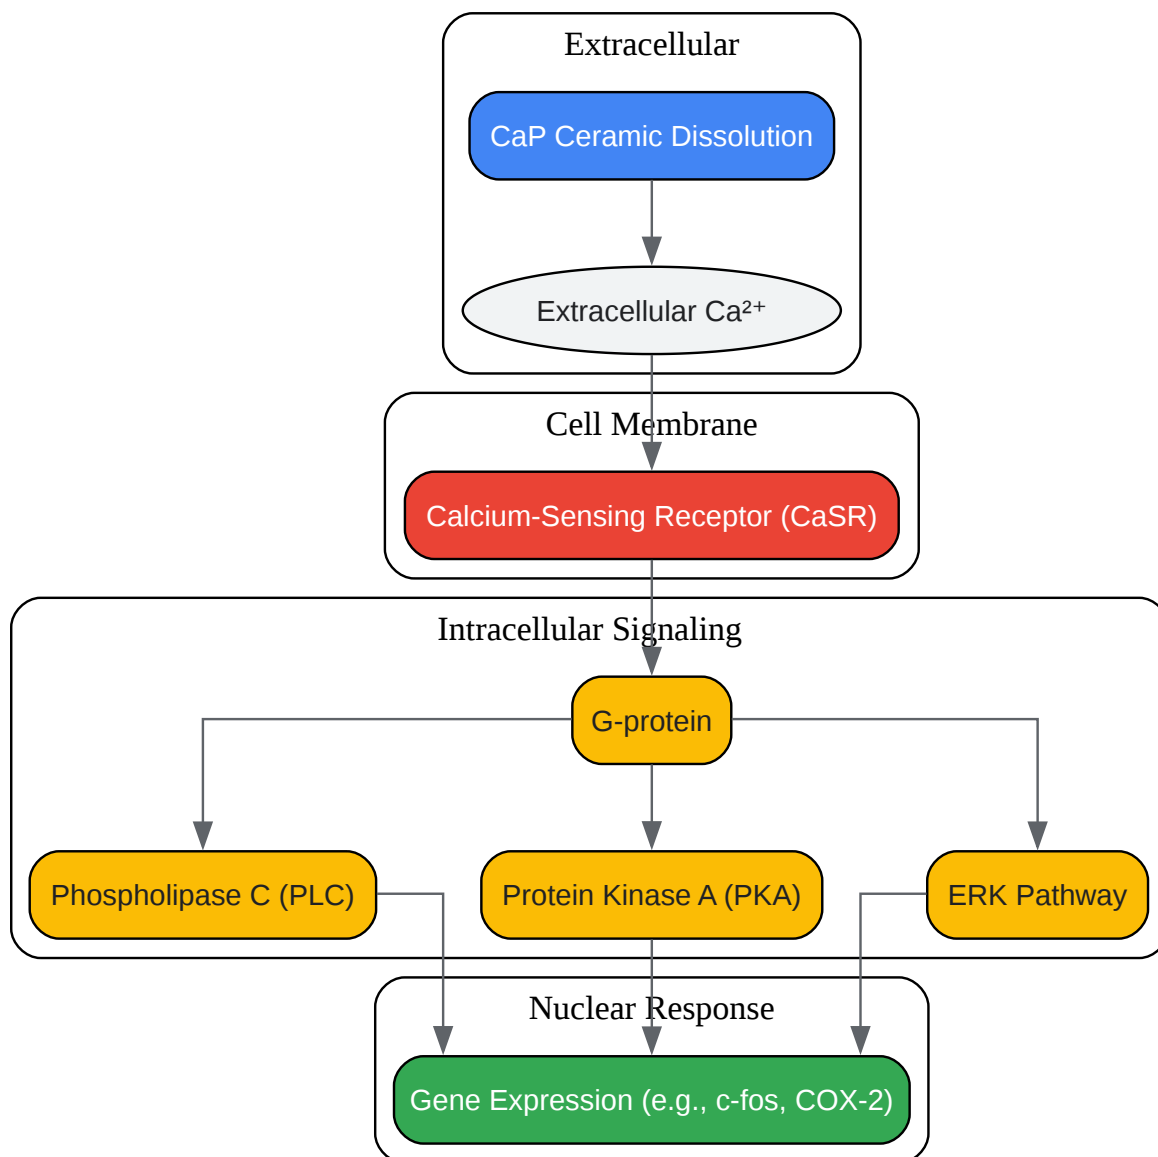 Extracellular
CaP Ceramic Dissolution
Extracellular Ca²⁺
Cell Membrane
Calcium-Sensing Receptor (CaSR)
Intracellular Signaling
G-protein
Phospholipase C (PLC)
Protein Kinase A (PKA)
ERK Pathway
Nuclear Response
Gene Expression (e.g., c-fos, COX-2)